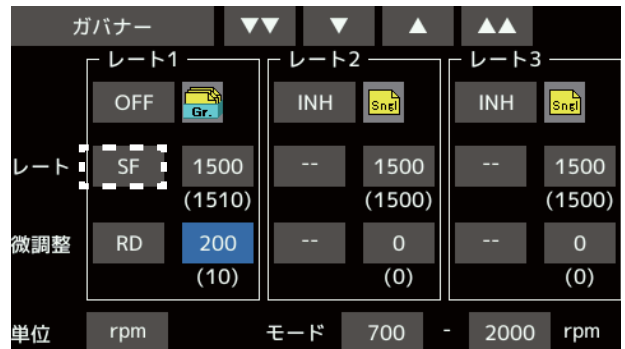 ガバナー ▼▼ ▼ ▲ ▲▲
レート1 レート2 レート3
OFF Gr. INH Sngl INH Sngl
レート SF 1500 -- 1500 -- 1500
(1510) (1500) (1500)
微調整 RD 200 -- 0 -- 0
(10) (0) (0)
単位 rpm モード 700 - 2000 rpm